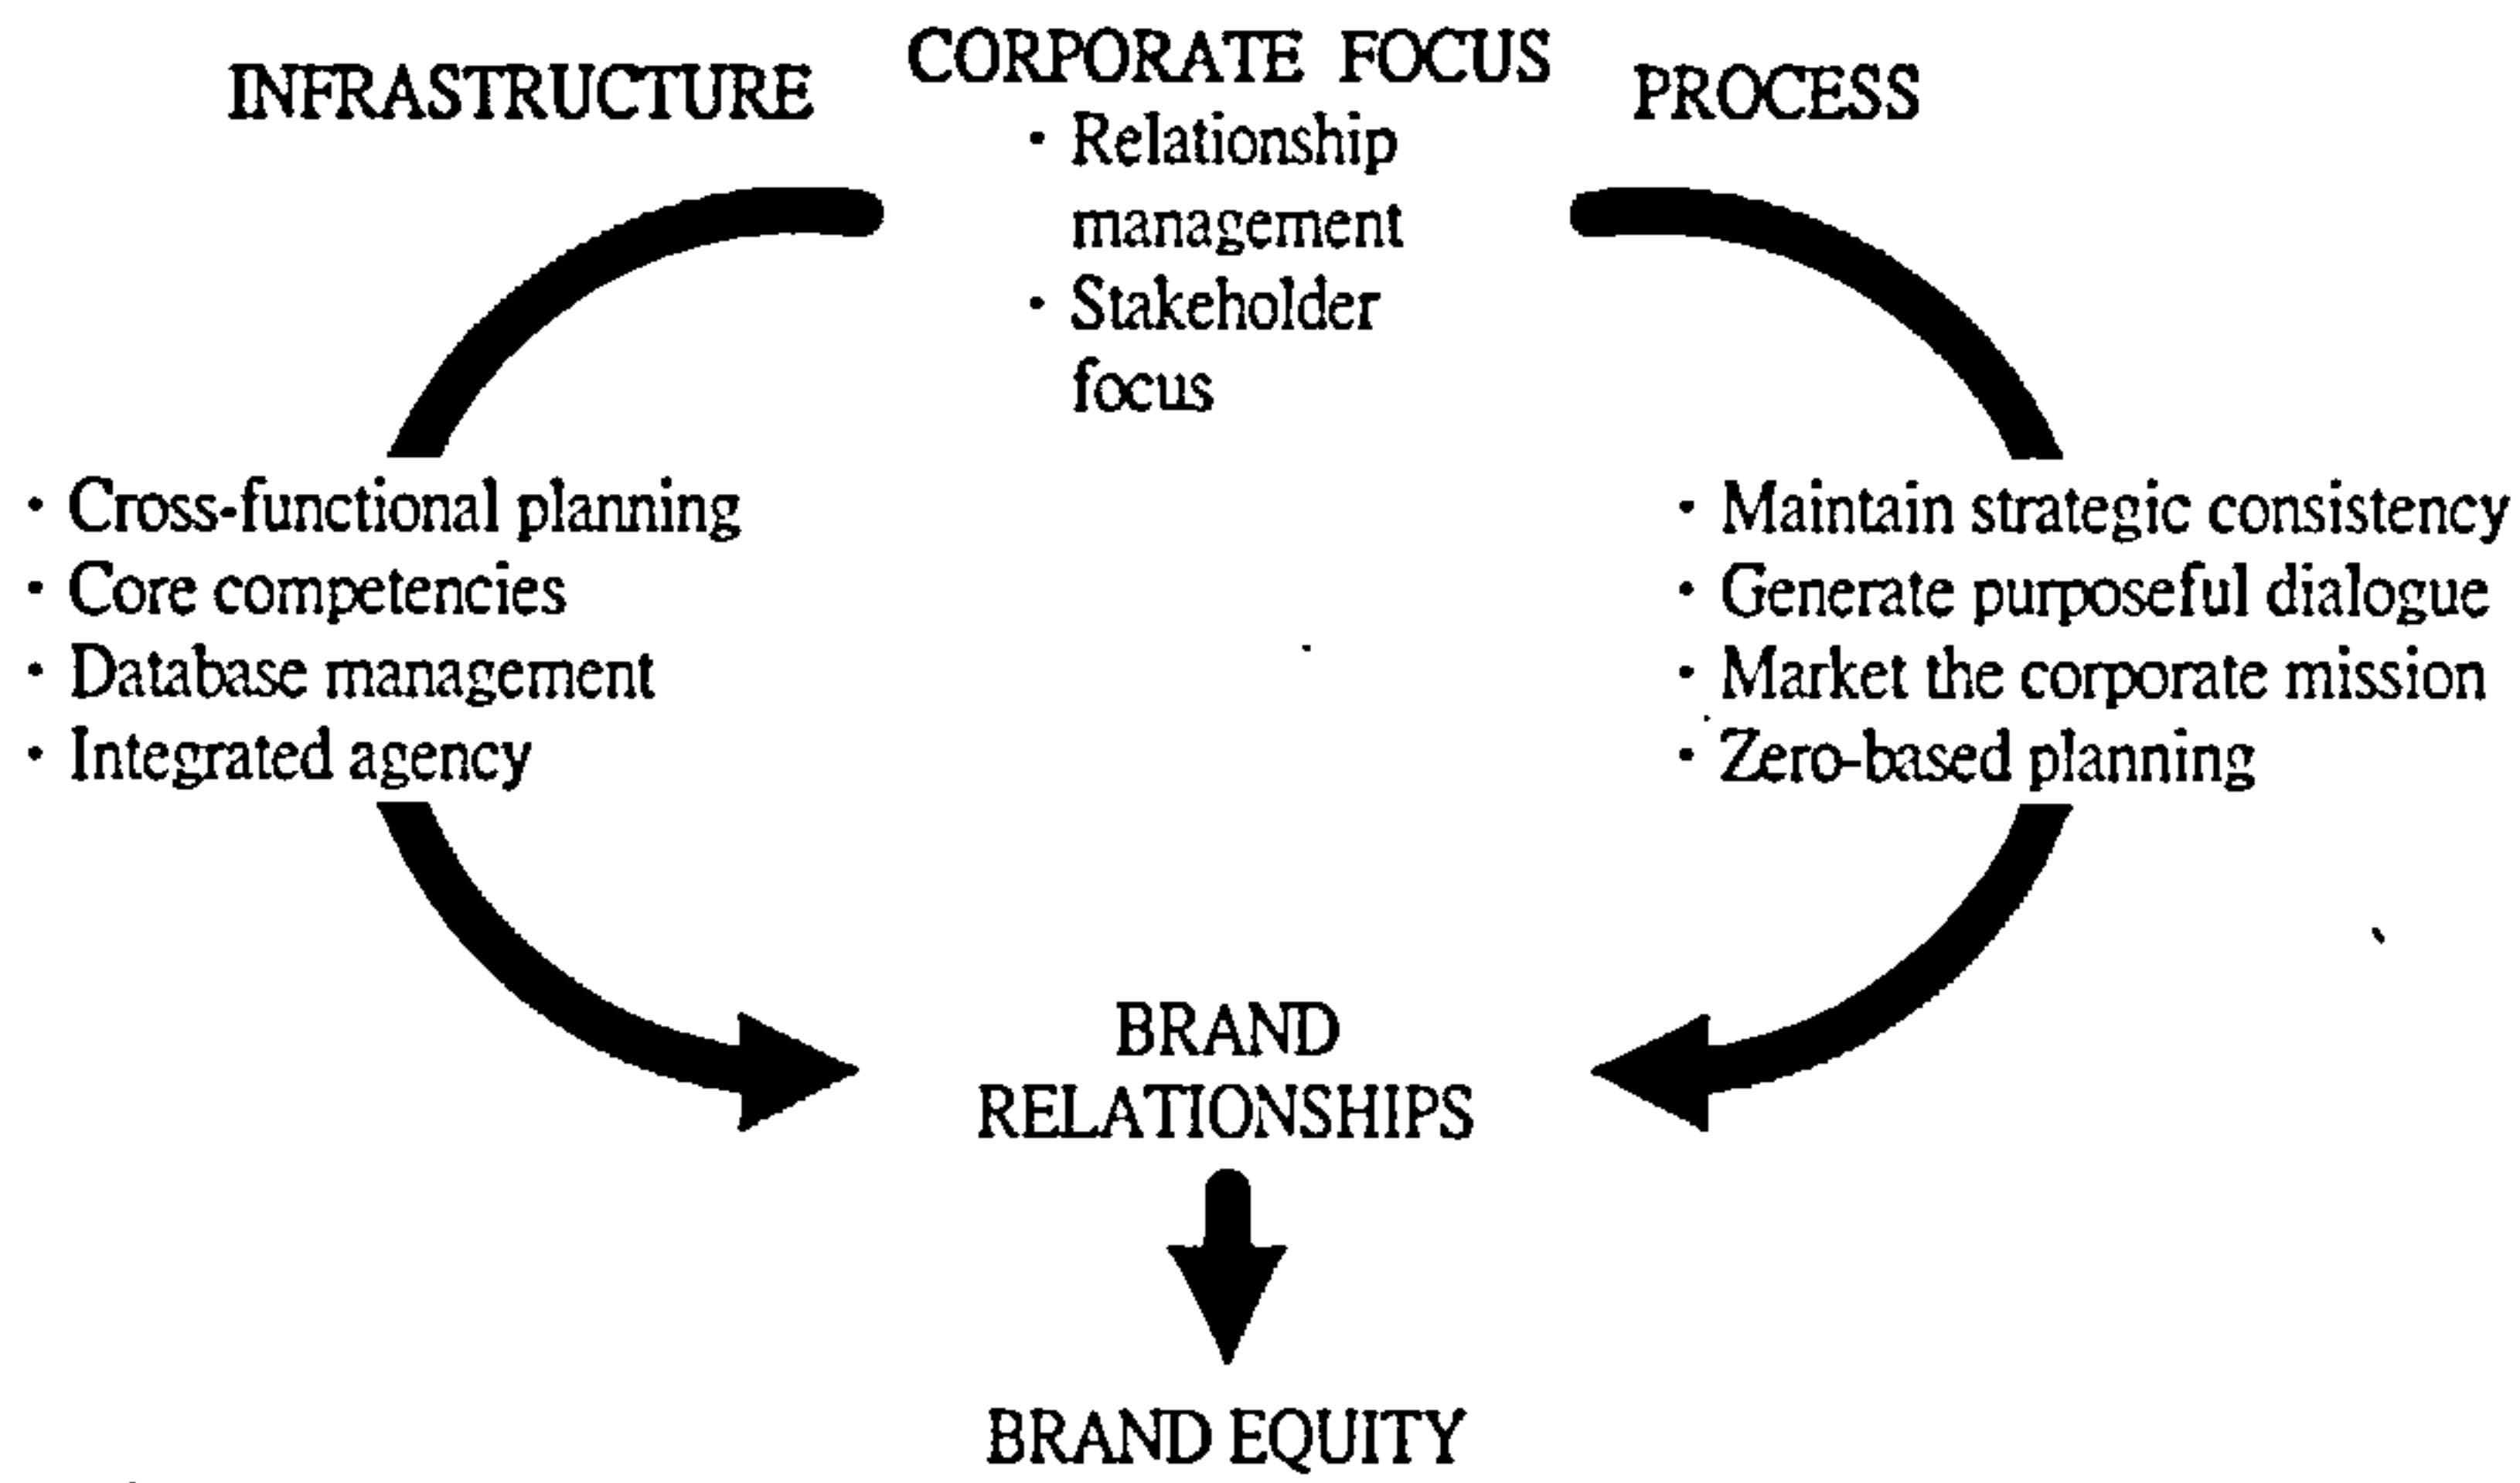 INFRASTRUCTURE
CORPORATE FOCUS
• Relationship
management
• Stakeholder
focus
PROCESS
• Cross-functional planning
• Core competencies
• Database management
• Integrated agency
• Maintain strategic consistency
• Generate purposeful dialogue
• Market the corporate mission
• Zero-based planning
BRAND
RELATIONSHIPS
BRAND EQUITY